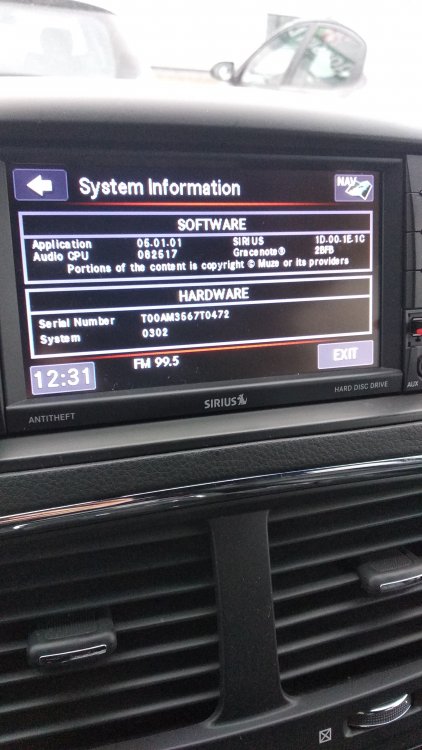 System Information
NAV
SOFTWARE
Application 05.01.01 SIRIUS 1D-00-1E-1C
Audio CPU 082517 Gracenote® 2BFB
Portions of the content is copyright © Muze or its providers
HARDWARE
Serial Number T00AM3567T0472
System 0302
12:31
FM 99.5
EXIT
ANTITHEFT
SIRIUS
HARD DISC DRIVE
AUX